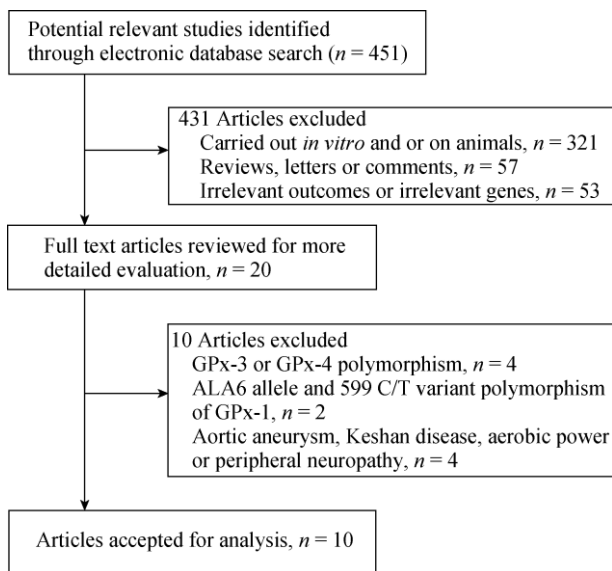 Potential relevant studies identified
through electronic database search (n = 451)
431 Articles excluded
Carried out in vitro and or on animals, n = 321
Reviews, letters or comments, n = 57
Irrelevant outcomes or irrelevant genes, n = 53
Full text articles reviewed for more
detailed evaluation, n = 20
10 Articles excluded
GPx-3 or GPx-4 polymorphism, n = 4
ALA6 allele and 599 C/T variant polymorphism
of GPx-1, n = 2
Aortic aneurysm, Keshan disease, aerobic power
or peripheral neuropathy, n = 4
Articles accepted for analysis, n = 10